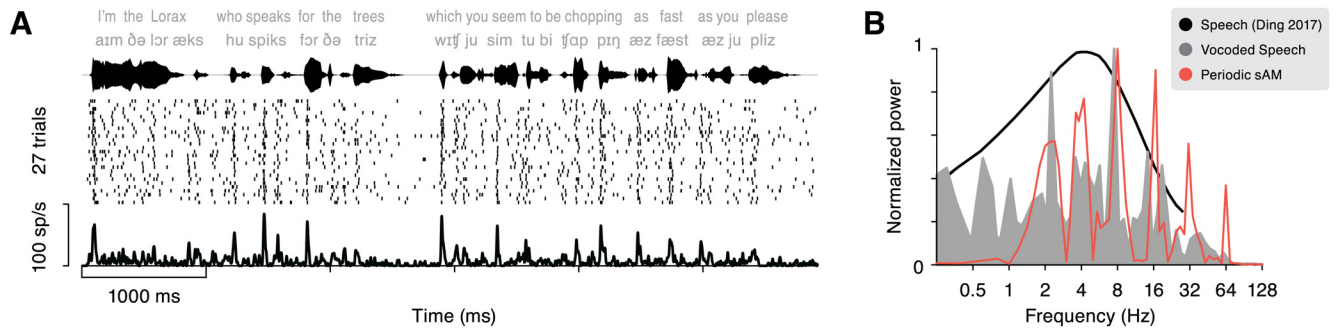 A
I'm the Lorax who speaks for the trees which you seem to be chopping as fast as you please
aɪm ðə lɔr æks hu spiks fɔr ðə triz wɪʧ ju sim tu bi ʧɑp pɪŋ æz fæst æz ju pliz
27 trials
100 sp/s
1000 ms
Time (ms)
B
Speech (Ding 2017)
Vocoded Speech
Periodic sAM
Normalized power
1
0
0.5 1 2 4 8 16 32 64 128
Frequency (Hz)